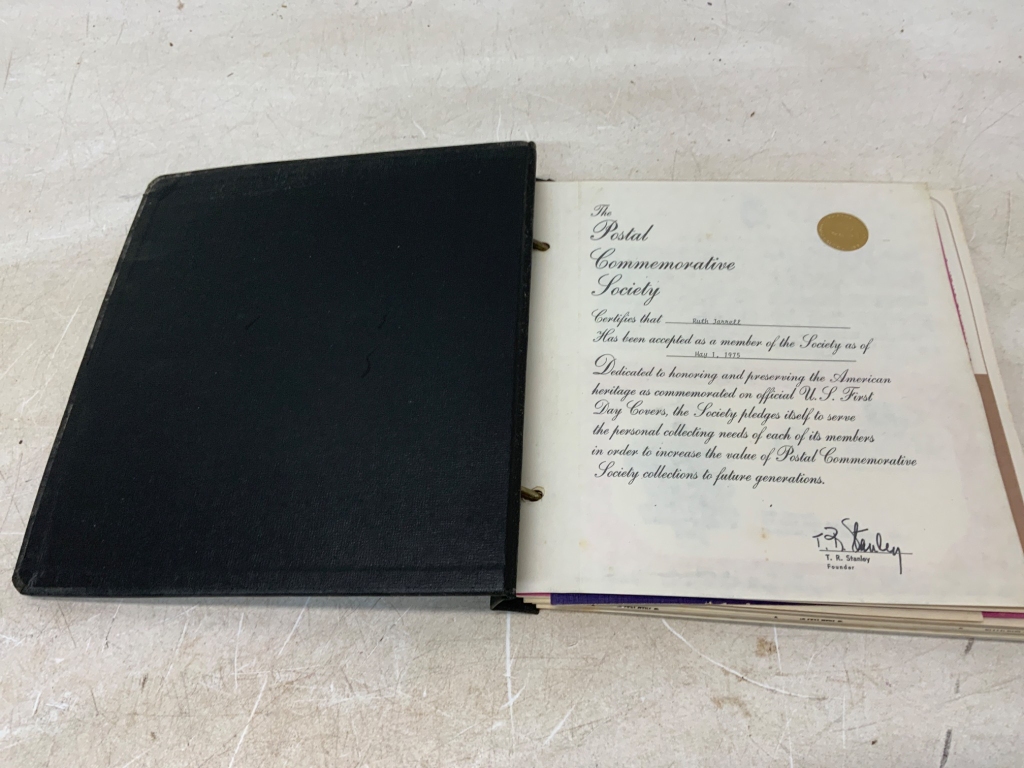 The
Postal
Commemorative
Society
Certifies that Ruth
Has been accepted as a member of the Society as of
May 1, 1975
Dedicated to honoring and preserving the American
heritage as commemorated on official U.S. First
Day Covers, the Society pledges itself to serve
the personal collecting needs of each of its members
in order to increase the value of Postal Commemorative
Society collections to future generations.
T. R. Stanley
T. R. Stanley
Founder